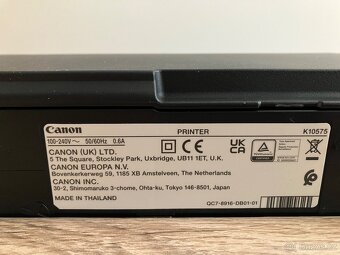 Canon PRINTER K10575
100-240V～ 50/60Hz 0.6A
CANON (UK) LTD.
5 The Square, Stockley Park, Uxbridge, UB11 1ET, U.K.
CANON EUROPA N.V.
Bovenkerkerweg 59, 1185 XB Amstelveen, The Netherlands
CANON INC.
30-2, Shimomaruko 3-chome, Ohta-ku, Tokyo 146-8501, Japan
MADE IN THAILAND QC7-8916-DB01-01
UK
CA